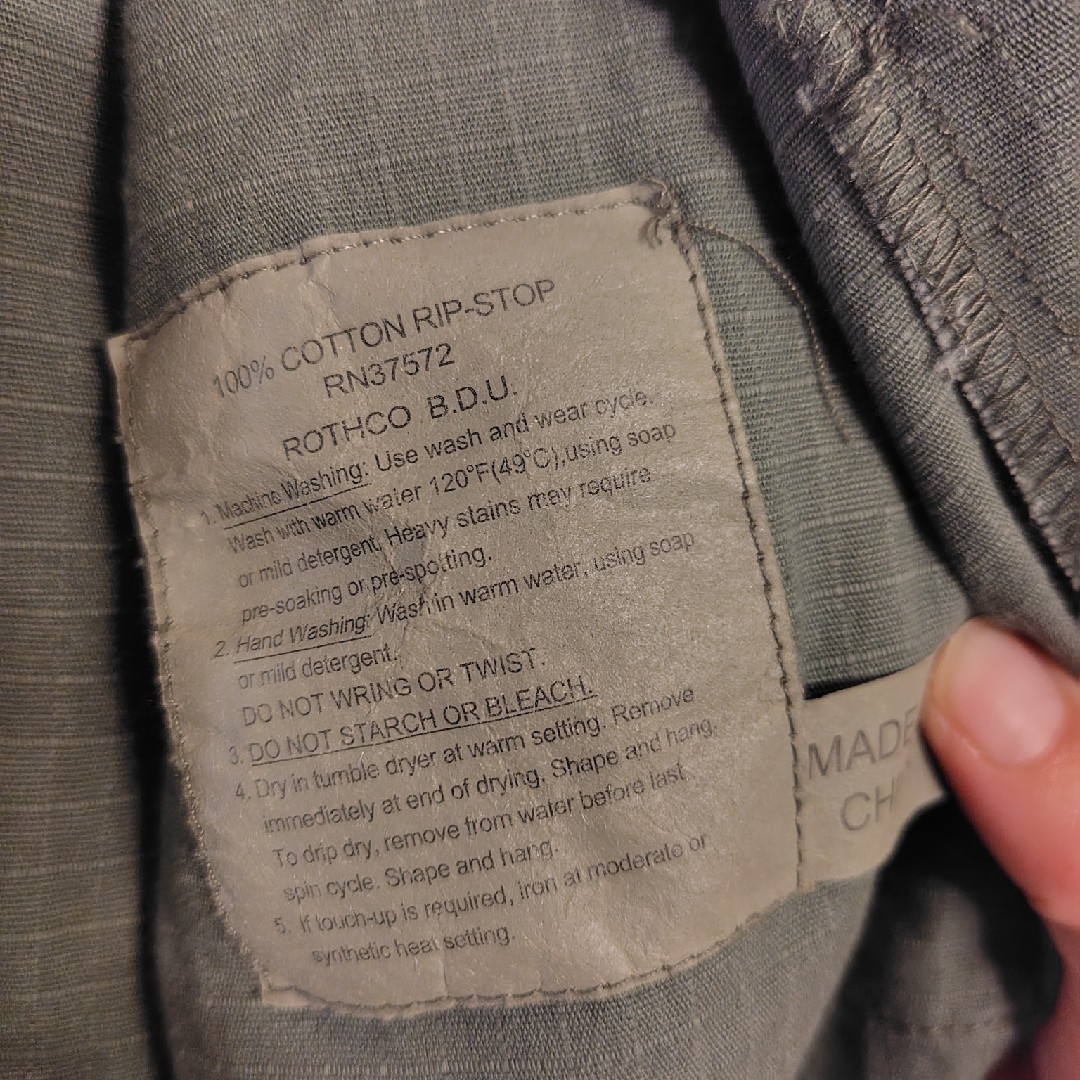 100% COTTON RIP-STOP
RN37572
ROTHCO B.D.U.
1. Machine Washing: Use wash and wear cycle.
Wash with warm water 120°F(49°C),using soap
or mild detergent. Heavy stains may require
pre-soaking or pre-spotting.
2. Hand Washing: Wash in warm water, using soap
or mild detergent.
DO NOT WRING OR TWIST.
3. DO NOT STARCH OR BLEACH.
4. Dry in tumble dryer at warm setting. Remove
immediately at end of drying. Shape and hang.
To drip dry, remove from water before last
spin cycle. Shape and hang.
5. If touch-up is required, iron at moderate or
synthetic heat setting.
MADE
CH